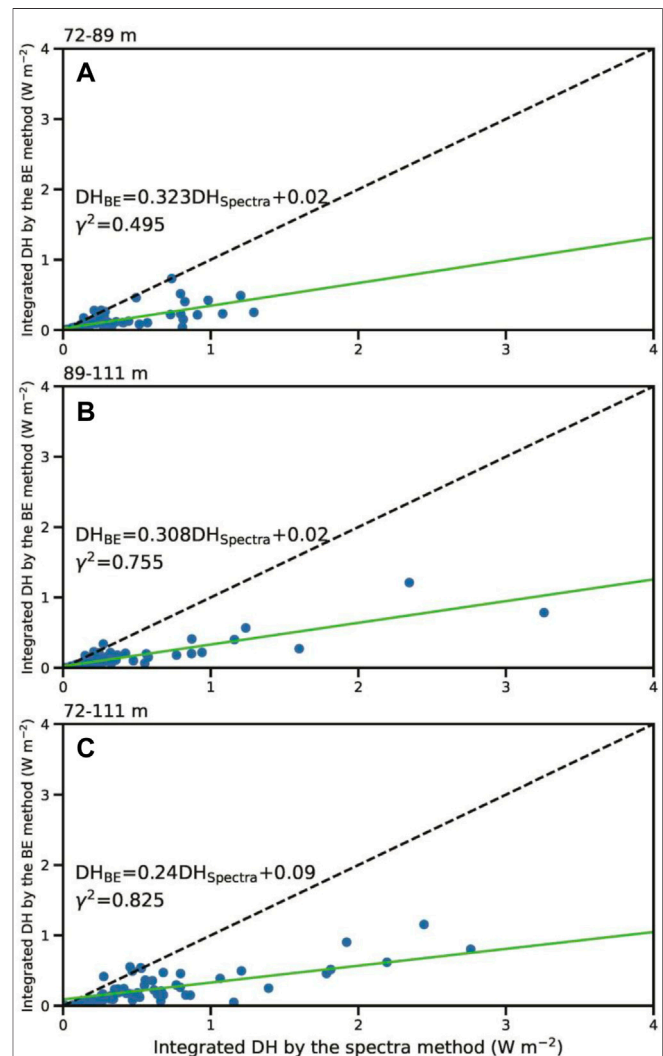 72-89 m
A
4
3
2
1
0
Integrated DH by the BE method (W m⁻²)
DH_BE=0.323DH_Spectra+0.02
γ²=0.495
0 1 2 3 4
89-111 m
B
4
3
2
1
0
Integrated DH by the BE method (W m⁻²)
DH_BE=0.308DH_Spectra+0.02
γ²=0.755
0 1 2 3 4
72-111 m
C
4
3
2
1
0
Integrated DH by the BE method (W m⁻²)
DH_BE=0.24DH_Spectra+0.09
γ²=0.825
0 1 2 3 4
Integrated DH by the spectra method (W m⁻²)